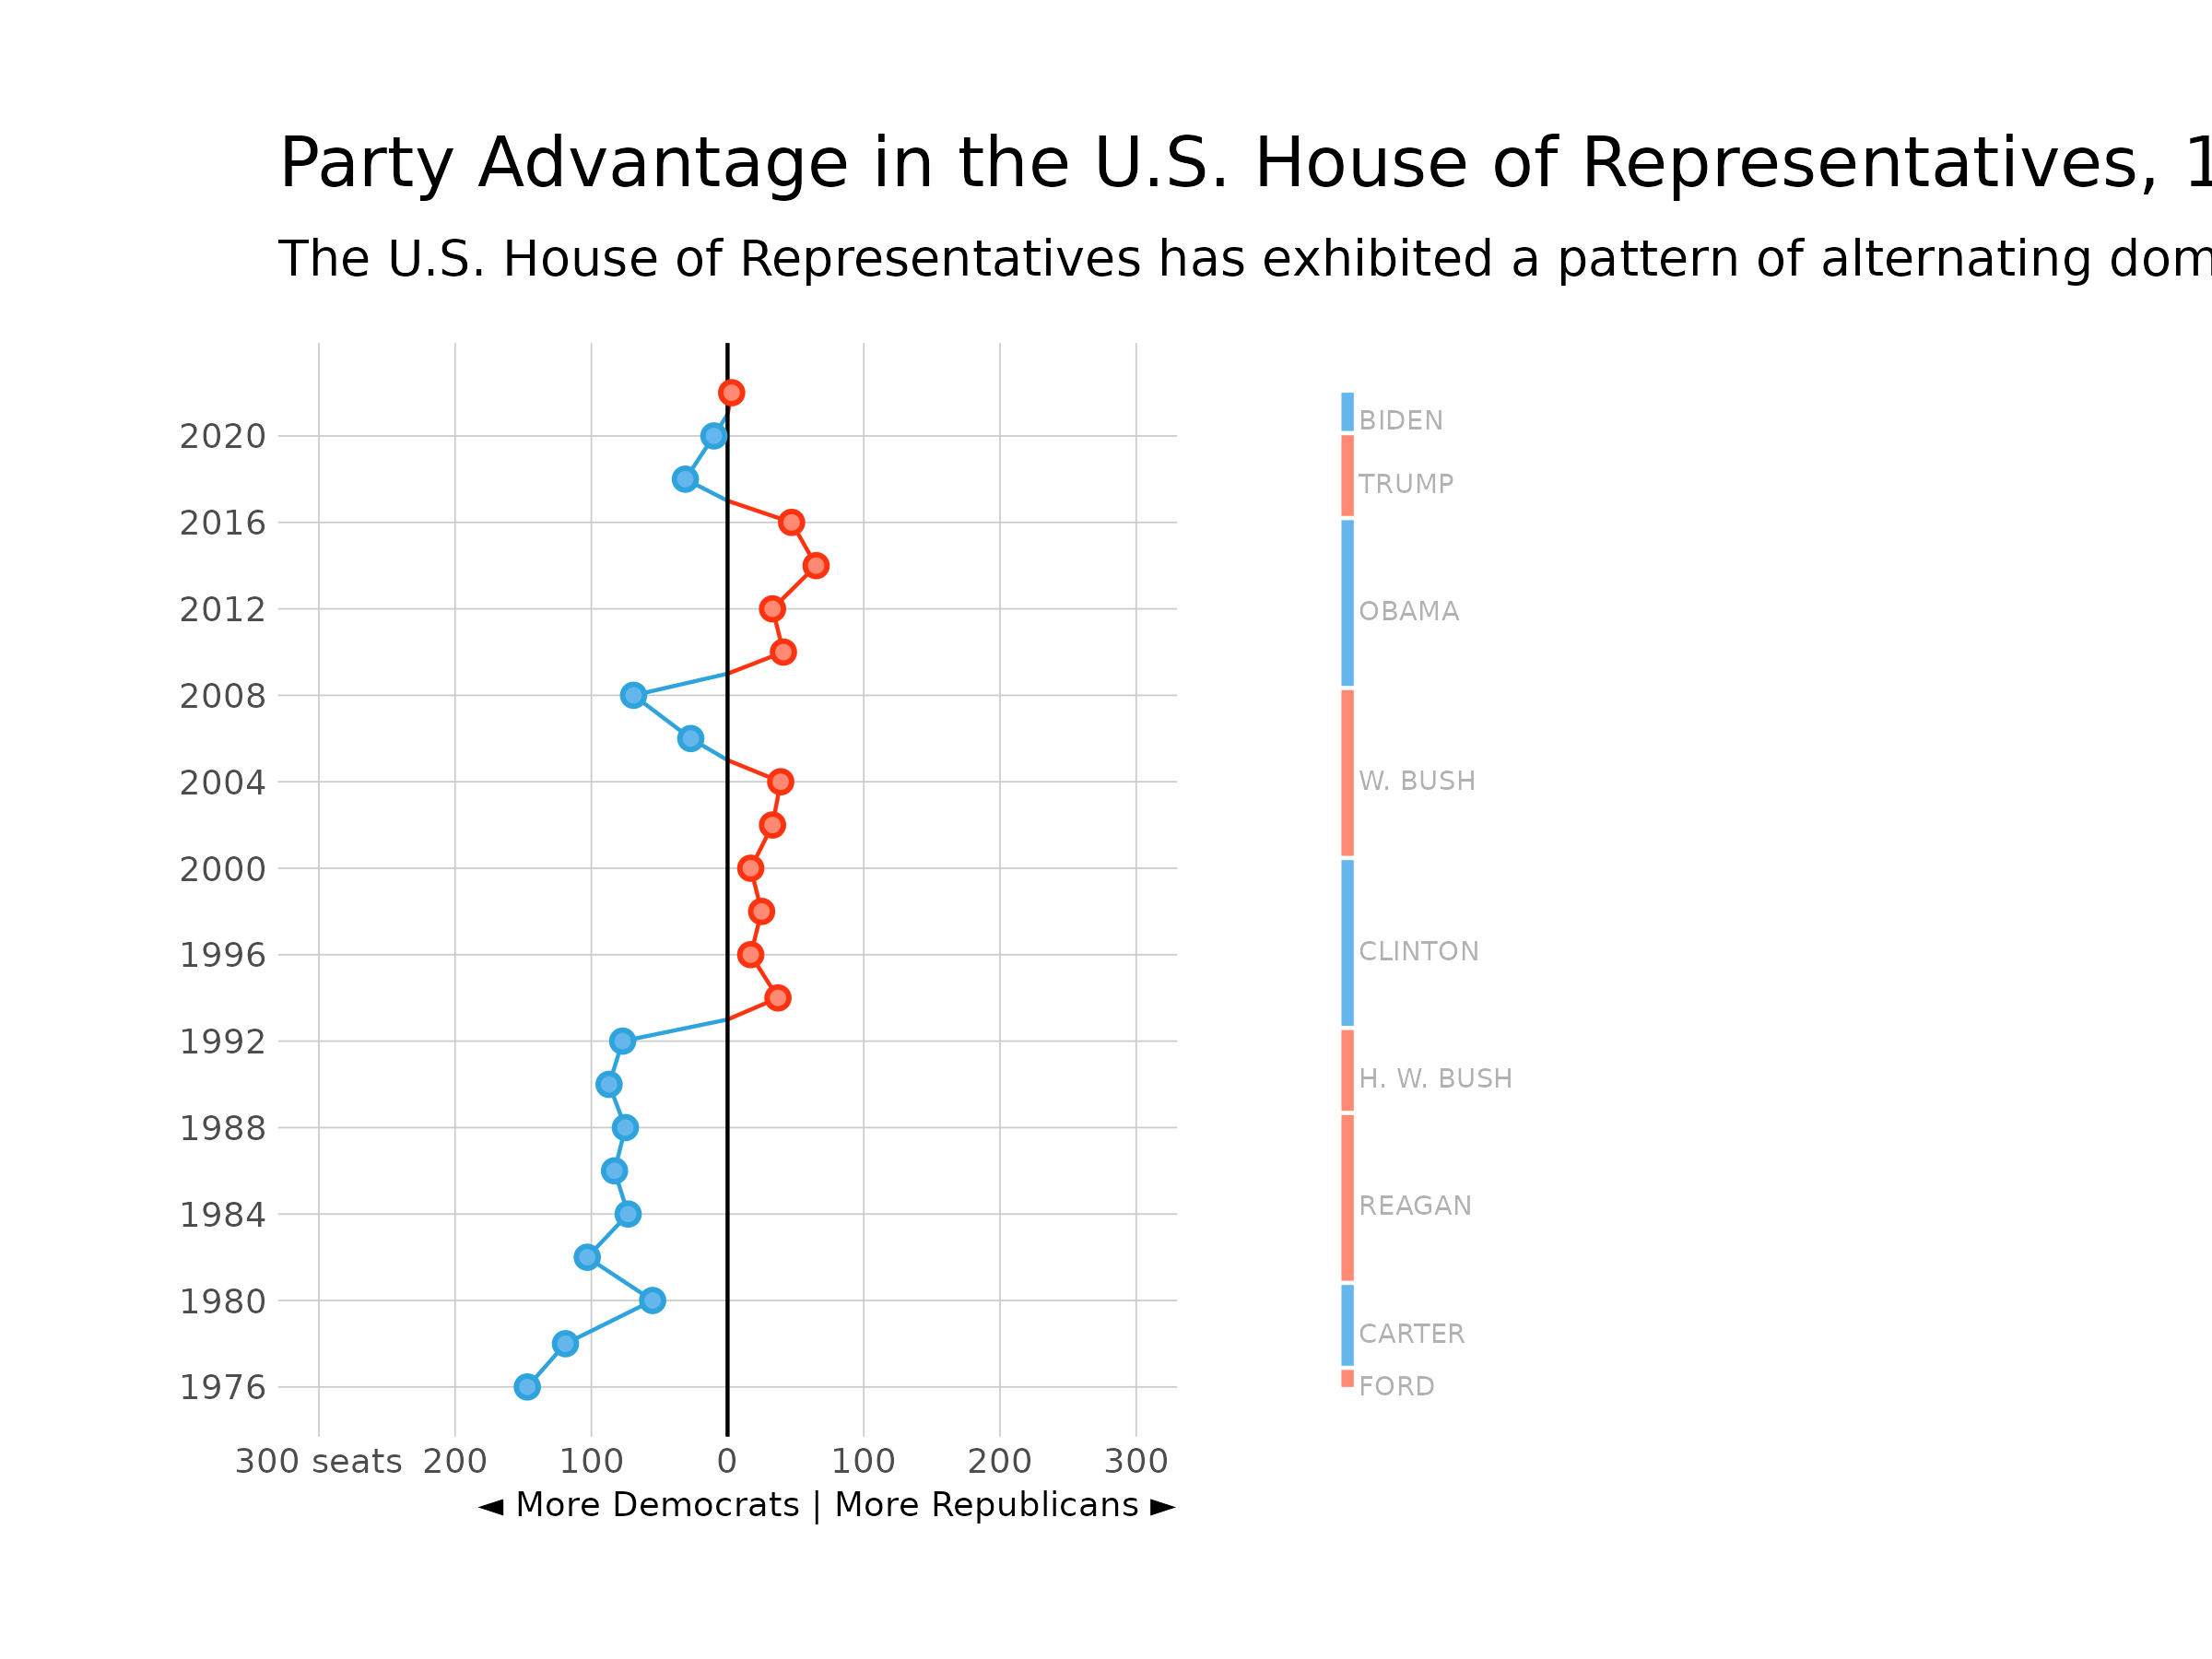 Party Advantage in the U.S. House of Representatives, 1
The U.S. House of Representatives has exhibited a pattern of alternating dom
2020
2016
2012
2008
2004
2000
1996
1992
1988
1984
1980
1976
300 seats 200 100 0 100 200 300
◄ More Democrats | More Republicans ►
BIDEN
TRUMP
OBAMA
W. BUSH
CLINTON
H. W. BUSH
REAGAN
CARTER
FORD